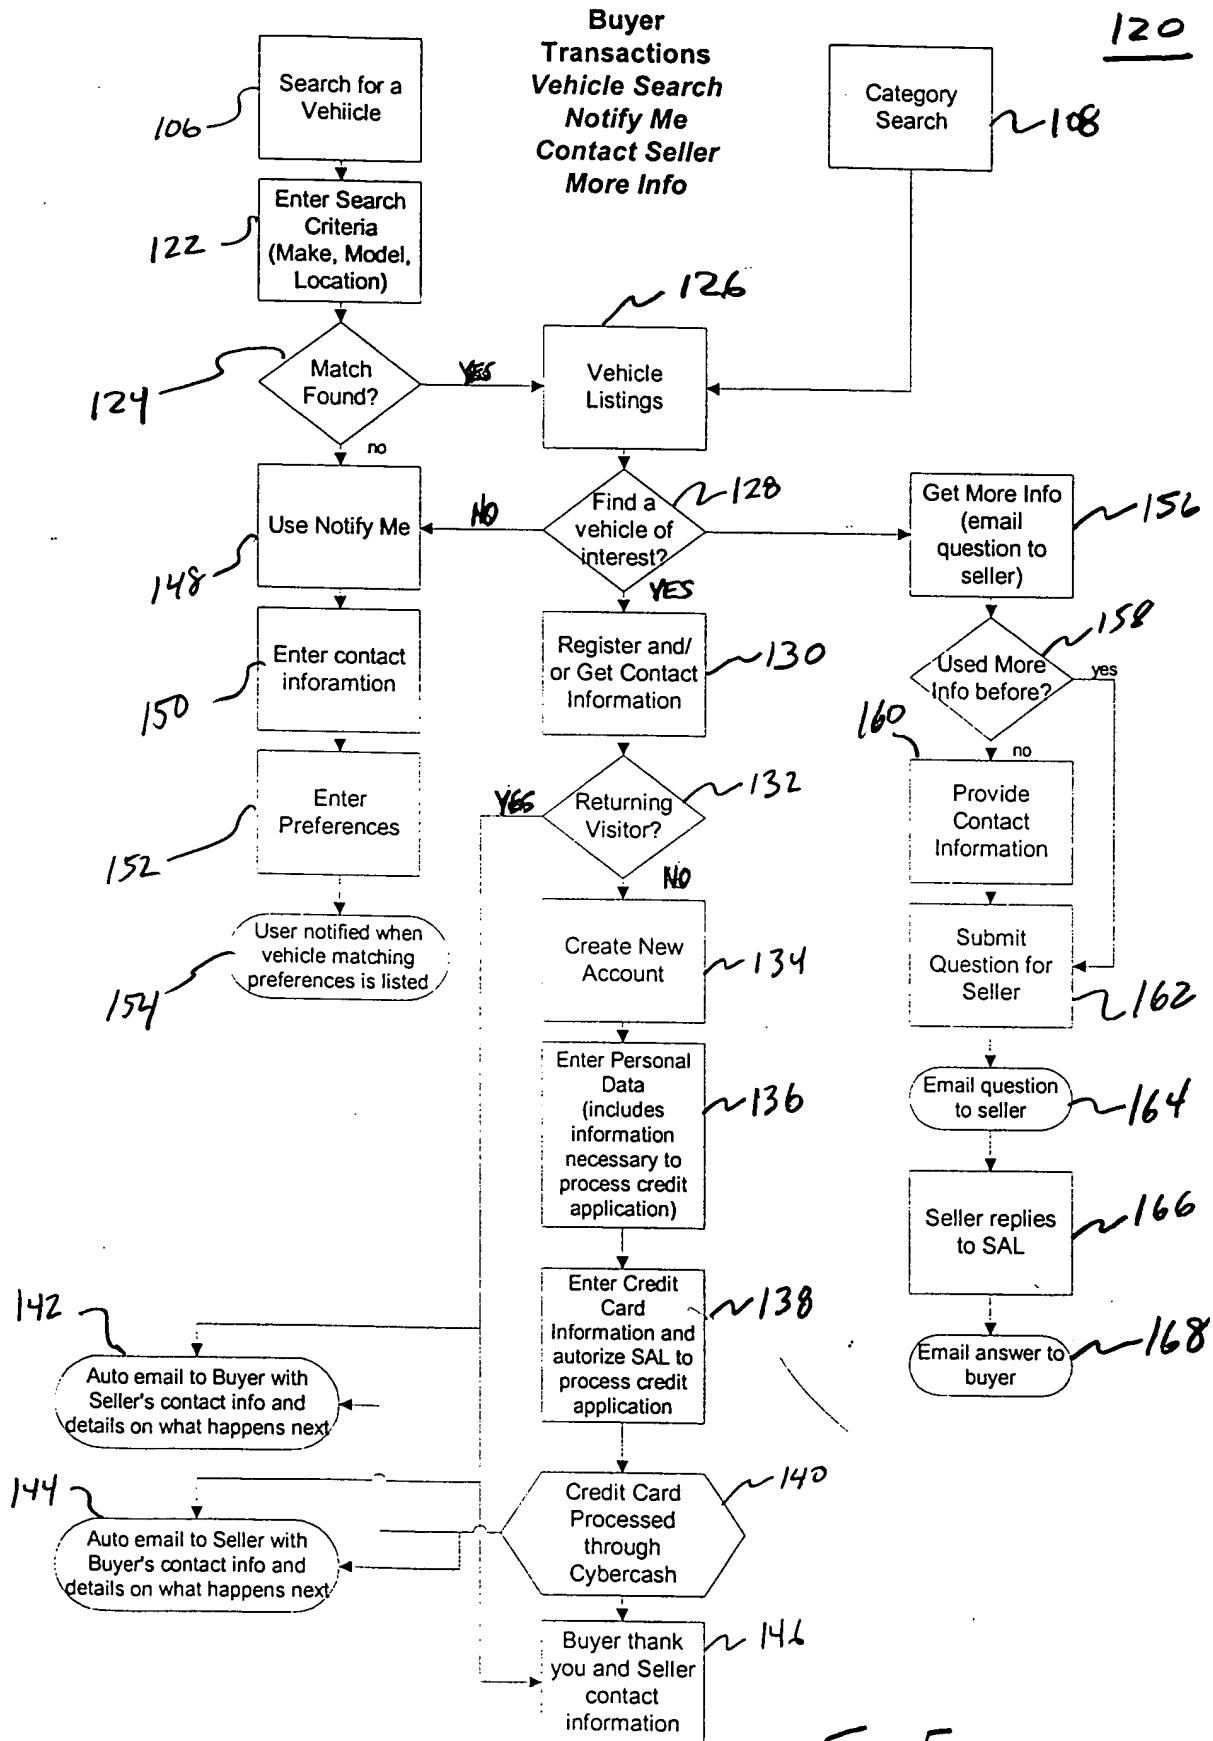 Buyer
Transactions
Vehicle Search
Notify Me
Contact Seller
More Info
120
Search for a
Vehiicle
106
Category
Search
108
Enter Search
Criteria
(Make, Model,
Location)
122
126
Match
Found?
124
YES
Vehicle
Listings
no
Use Notify Me
148
NO
Find a
vehicle of
interest?
128
YES
Get More Info
(email
question to
seller)
156
Enter contact
inforamtion
150
Register and/
or Get Contact
Information
130
Used More
Info before?
158
yes
no
160
Enter
Preferences
152
YES
Returning
Visitor?
132
NO
Provide
Contact
Information
User notified when
vehicle matching
preferences is listed
154
Create New
Account
134
Submit
Question for
Seller
162
Enter Personal
Data
(includes
information
necessary to
process credit
application)
136
Email question
to seller
164
Seller replies
to SAL
166
Enter Credit
Card
Information and
autorize SAL to
process credit
application
138
Email answer to
buyer
168
142
Auto email to Buyer with
Seller's contact info and
details on what happens next
144
Auto email to Seller with
Buyer's contact info and
details on what happens next
Credit Card
Processed
through
Cybercash
140
Buyer thank
you and Seller
contact
information
146